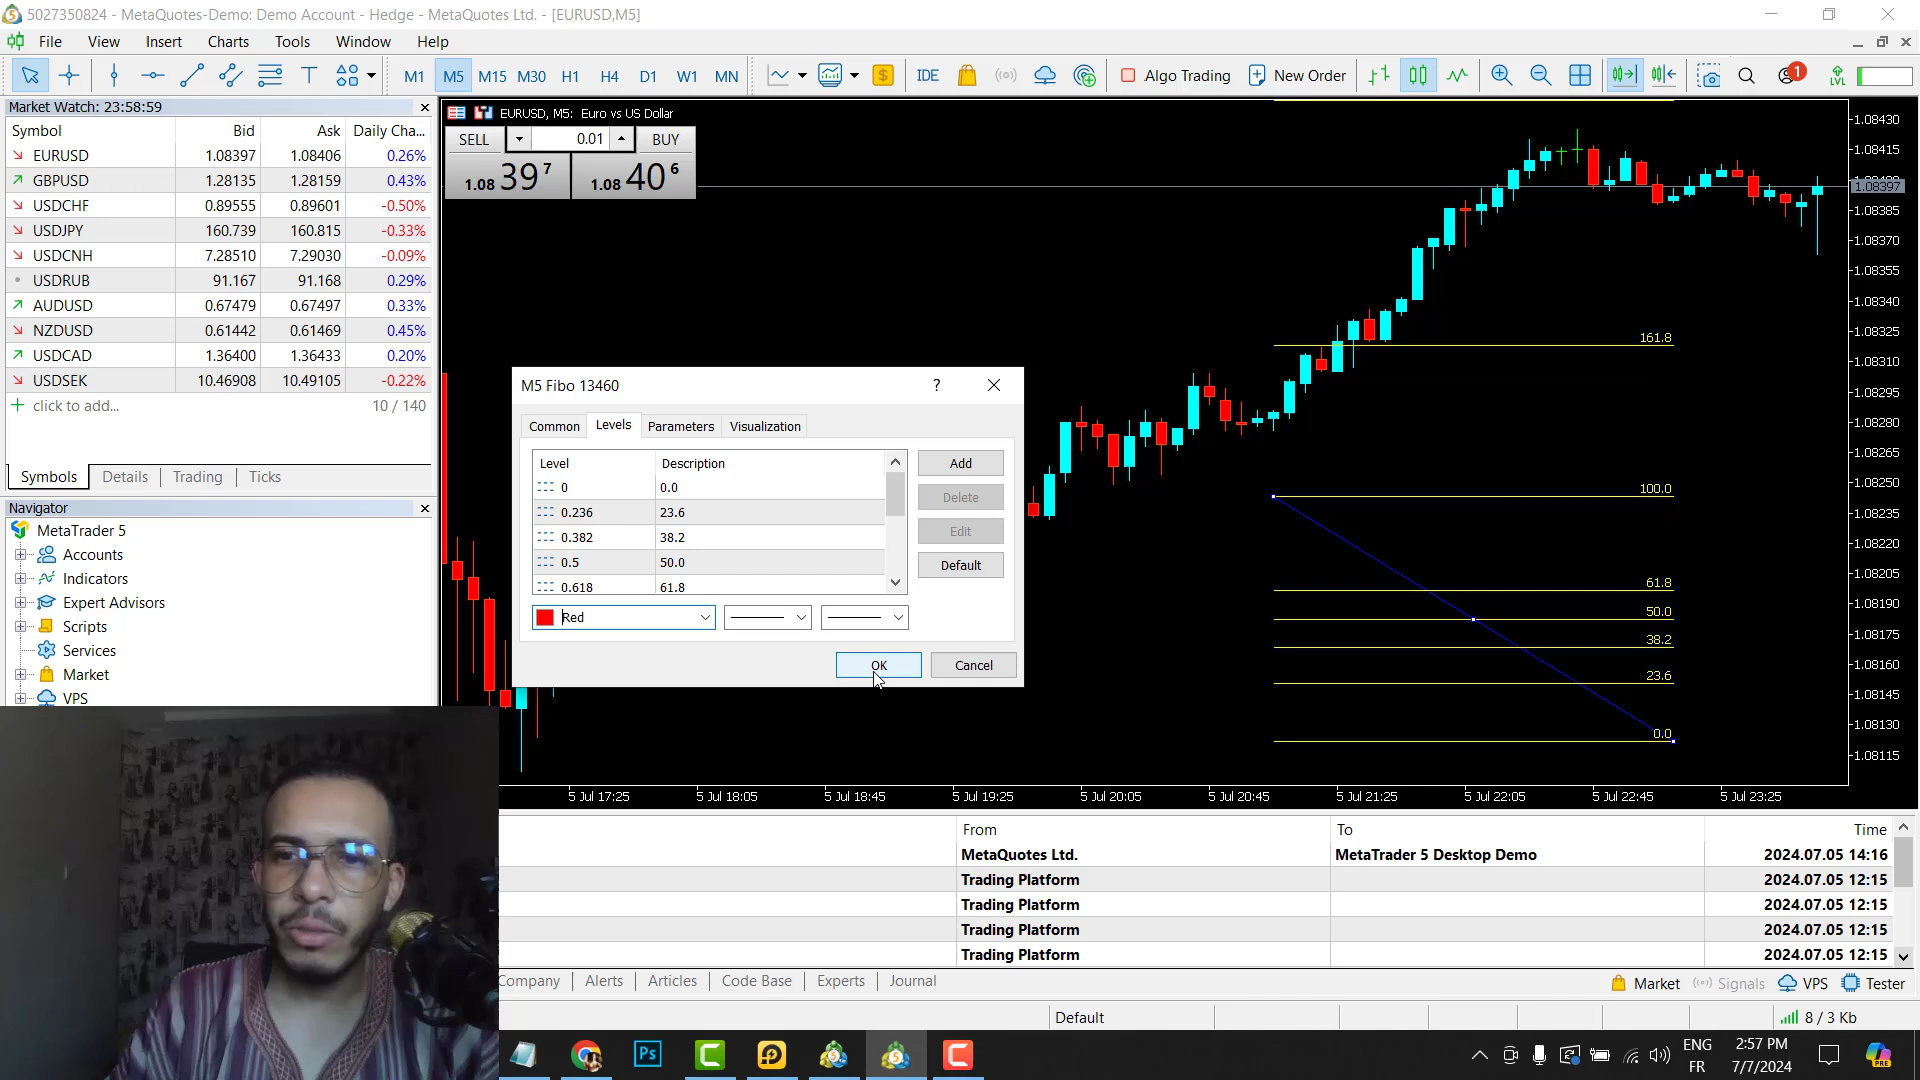 5027350824 - MetaQuotes-Demo: Demo Account - Hedge - MetaQuotes Ltd. - [EURUSD,M5]
File View Insert Charts Tools Window Help
M1 M5 M15 M30 H1 H4 D1 W1 MN IDE Algo Trading New Order 1 LVL
Market Watch: 23:58:59
Symbol Bid Ask Daily Cha...
EURUSD 1.08397 1.08406 0.26%
GBPUSD 1.28135 1.28159 0.43%
USDCHF 0.89555 0.89601 -0.50%
USDJPY 160.739 160.815 -0.33%
USDCNH 7.28510 7.29030 -0.09%
USDRUB 91.167 91.168 0.29%
AUDUSD 0.67479 0.67497 0.33%
NZDUSD 0.61442 0.61469 0.45%
USDCAD 1.36400 1.36433 0.20%
USDSEK 10.46908 10.49105 -0.22%
click to add... 10 / 140
Symbols Details Trading Ticks
Navigator
MetaTrader 5
Accounts
Indicators
Expert Advisors
Scripts
Services
Market
VPS
EURUSD, M5: Euro vs US Dollar
SELL 0.01 BUY
1.08 39 7 1.08 40 6
1.08430
1.08415
1.08397
1.08385
1.08370
1.08355
1.08340
1.08325
1.08310
1.08295
1.08280
1.08265
1.08250
1.08235
1.08220
1.08205
1.08190
1.08175
1.08160
1.08145
1.08130
1.08115
161.8
100.0
61.8
50.0
38.2
23.6
0.0
M5 Fibo 13460 ?
Common Levels Parameters Visualization
Level Description
0 0.0
0.236 23.6
0.382 38.2
0.5 50.0
0.618 61.8
Add
Delete
Edit
Default
Red
OK Cancel
5 Jul 17:25 5 Jul 18:05 5 Jul 18:45 5 Jul 19:25 5 Jul 20:05 5 Jul 20:45 5 Jul 21:25 5 Jul 22:05 5 Jul 22:45 5 Jul 23:25
From To Time
MetaQuotes Ltd. MetaTrader 5 Desktop Demo 2024.07.05 14:16
Trading Platform 2024.07.05 12:15
Trading Platform 2024.07.05 12:15
Trading Platform 2024.07.05 12:15
Trading Platform 2024.07.05 12:15
Company Alerts Articles Code Base Experts Journal Market Signals VPS Tester
Default 8 / 3 Kb
Ps ENG 2:57 PM
FR 7/7/2024
PRE